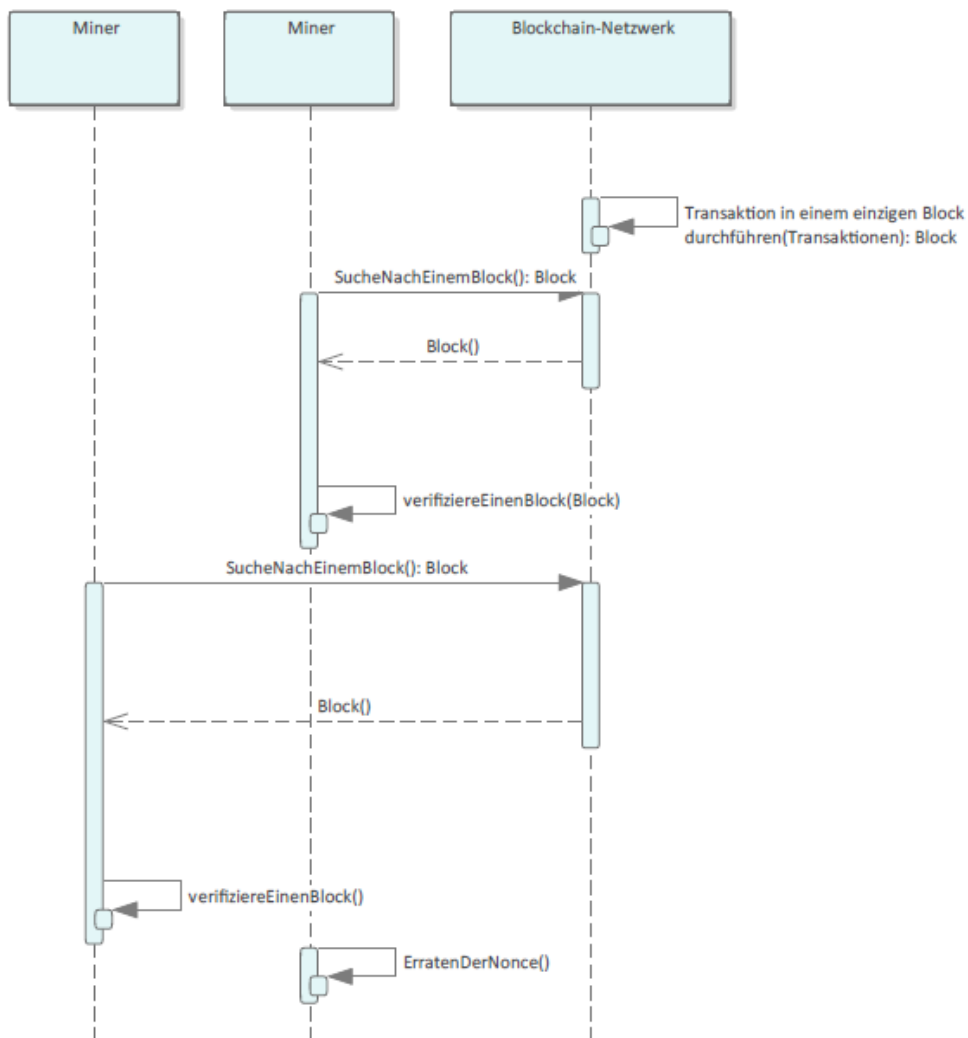 Miner
Miner
Blockchain-Netzwerk
Transaktion in einem einzigen Block
durchführen(Transaktionen): Block
SucheNachEinemBlock(): Block
Block()
verifiziereEinenBlock(Block)
SucheNachEinemBlock(): Block
Block()
verifiziereEinenBlock()
ErratenDerNonce()